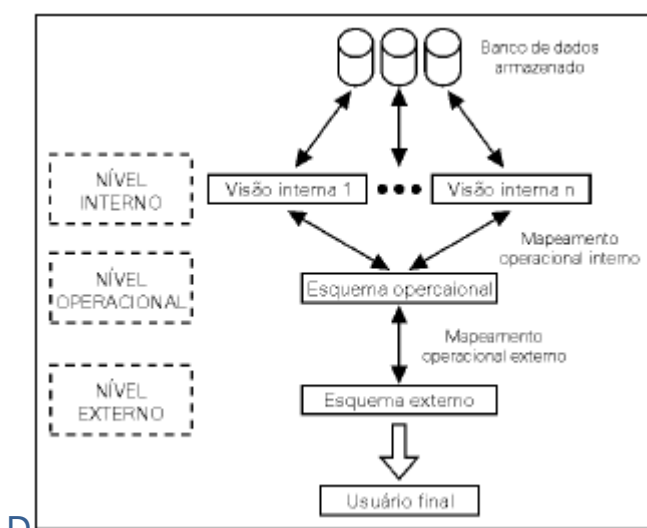 Banco de dados
armazenado
NÍVEL
INTERNO
Visão interna 1
Visão interna n
Mapeamento
operacional interno
NÍVEL
OPERACIONAL
Esquema opercaional
Mapeamento
operacional externo
NÍVEL
EXTERNO
Esquema externo
Usuário final
D